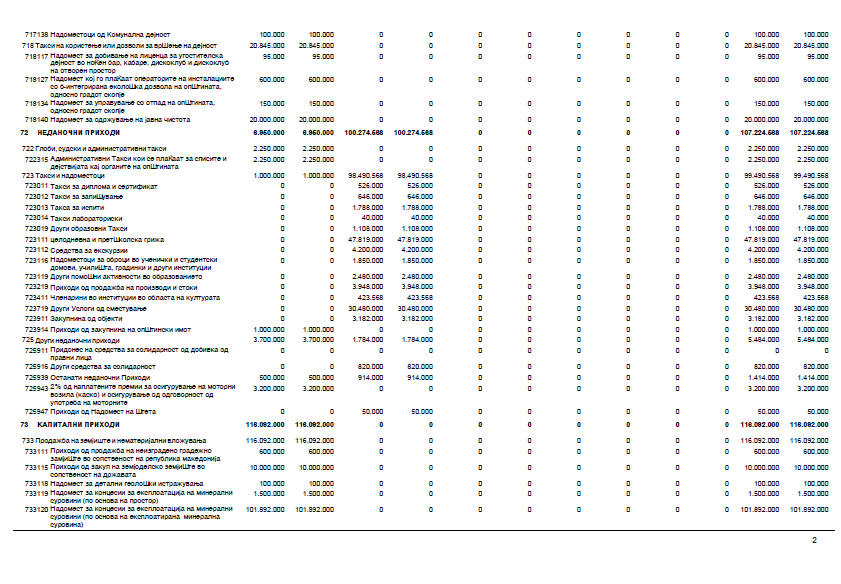 717138 Надоместоци од Комунална дејност 100.000 100.000 0 0 0 0 0 0 0 100.000 100.000
718 Такси на користење или дозволи за врШење на дејност 20.845.000 20.845.000 0 0 0 0 0 0 0 20.845.000 20.845.000
718117 Надомест за добивање на лиценца за угостителска 95.000 95.000 0 0 0 0 0 0 0 95.000 95.000
дејност во ноЌен бар, кабаре, дискоклуб и дискоклуб
на отворен простор
718127 Надомест кој го плаЌаат операторите на инсталациите 600.000 600.000 0 0 0 0 0 0 0 600.000 600.000
со б-интегрирана еколоШка дозвола на опШтината,
односно градот скопје
718134 Надомест за управување со отпад на опШтината, 150.000 150.000 0 0 0 0 0 0 0 150.000 150.000
односно градот скопје
718140 Надомест за одржување на јавна чистота 20.000.000 20.000.000 0 0 0 0 0 0 0 20.000.000 20.000.000
72 НЕДАНОЧНИ ПРИХОДИ 6.950.000 6.950.000 100.274.568 100.274.568 0 0 0 0 0 107.224.568 107.224.568
722 Глоби, судски и административни такси 2.250.000 2.250.000 0 0 0 0 0 0 0 2.250.000 2.250.000
722315 Административни Такси кои се плаЌаат за списите и 2.250.000 2.250.000 0 0 0 0 0 0 0 2.250.000 2.250.000
дејствијата кај органите на опШтината
723 Такси и надоместоци 1.000.000 1.000.000 98.490.568 98.490.568 0 0 0 0 0 99.490.568 99.490.568
723011 Такси за диплома и сертификат 0 0 526.000 526.000 0 0 0 0 0 526.000 526.000
723012 Такси за запиШување 0 0 646.000 646.000 0 0 0 0 0 646.000 646.000
723013 Такса за испити 0 0 1.788.000 1.788.000 0 0 0 0 0 1.788.000 1.788.000
723014 Такси лабораториски 0 0 40.000 40.000 0 0 0 0 0 40.000 40.000
723019 Други образовни Такси 0 0 1.108.000 1.108.000 0 0 0 0 0 1.108.000 1.108.000
723111 целодневна и претШколска грижа 0 0 47.819.000 47.819.000 0 0 0 0 0 47.819.000 47.819.000
723112 Средства за екскурзии 0 0 4.200.000 4.200.000 0 0 0 0 0 4.200.000 4.200.000
723116 Надоместоци за оброци во ученички и студентски 0 0 1.850.000 1.850.000 0 0 0 0 0 1.850.000 1.850.000
домови, училиШта, градинки и други институции
723119 Други помоШни активности во образованието 0 0 2.480.000 2.480.000 0 0 0 0 0 2.480.000 2.480.000
723219 Приходи од продажба на производи и стоки 0 0 3.948.000 3.948.000 0 0 0 0 0 3.948.000 3.948.000
723411 Членарини во институции во областа на културата 0 0 423.568 423.568 0 0 0 0 0 423.568 423.568
723719 Други Услоги од сместување 0 0 30.480.000 30.480.000 0 0 0 0 0 30.480.000 30.480.000
723911 Закупнина од објекти 0 0 3.182.000 3.182.000 0 0 0 0 0 3.182.000 3.182.000
723914 Приходи од закупнина на опШтински имот 1.000.000 1.000.000 0 0 0 0 0 0 0 1.000.000 1.000.000
725 Други неданочни приходи 3.700.000 3.700.000 1.784.000 1.784.000 0 0 0 0 0 5.484.000 5.484.000
725911 Придонес на средства за солидарност од добивка од 0 0 0 0 0 0 0 0 0 0 0
правни лица
725915 Други средства за солидарност 0 0 820.000 820.000 0 0 0 0 0 820.000 820.000
725939 Останати неданочни Приходи 500.000 500.000 914.000 914.000 0 0 0 0 0 1.414.000 1.414.000
725943 2% од наплатените премии за осигурување на моторни 3.200.000 3.200.000 0 0 0 0 0 0 0 3.200.000 3.200.000
возила (каско) и осигурување од одговорност од
употреба на моторните
725947 Приходи од Надомест на Штета 0 0 50.000 50.000 0 0 0 0 0 50.000 50.000
73 КАПИТАЛНИ ПРИХОДИ 116.092.000 116.092.000 0 0 0 0 0 0 0 116.092.000 116.092.000
733 Продажба на земјиште и нематеријални вложувања 116.092.000 116.092.000 0 0 0 0 0 0 0 116.092.000 116.092.000
733111 Приходи од продажба на неизградено градежно 600.000 600.000 0 0 0 0 0 0 0 600.000 600.000
замјиШте во сопственост на република македонија
733115 Приходи од закуп на земјоделско земјиШте во 10.000.000 10.000.000 0 0 0 0 0 0 0 10.000.000 10.000.000
сопственост на државата
733118 Надомест за детални геолоШки истражувања 100.000 100.000 0 0 0 0 0 0 0 100.000 100.000
733119 Надомест за концесии за експлоатација на минерални 1.500.000 1.500.000 0 0 0 0 0 0 0 1.500.000 1.500.000
суровини (по основа на простор)
733120 Надомест за концесии за експлоатација на минерални 101.892.000 101.892.000 0 0 0 0 0 0 0 101.892.000 101.892.000
суровини (по основа на експлоатирана минерална
суровина)
2